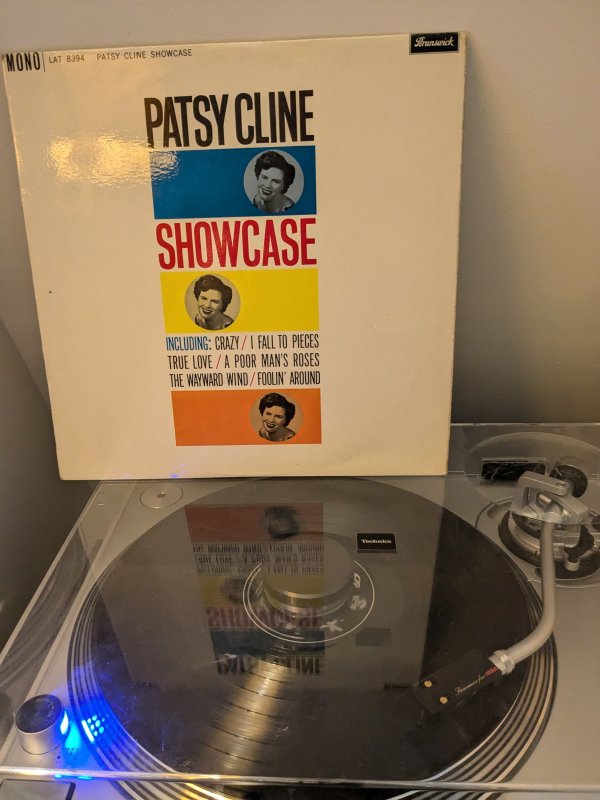 MONO LAT 8394 PATSY CLINE SHOWCASE
Brunswick
PATSY CLINE
SHOWCASE
INCLUDING: CRAZY / I FALL TO PIECES
TRUE LOVE / A POOR MAN'S ROSES
THE WAYWARD WIND / FOOLIN' AROUND
Technics